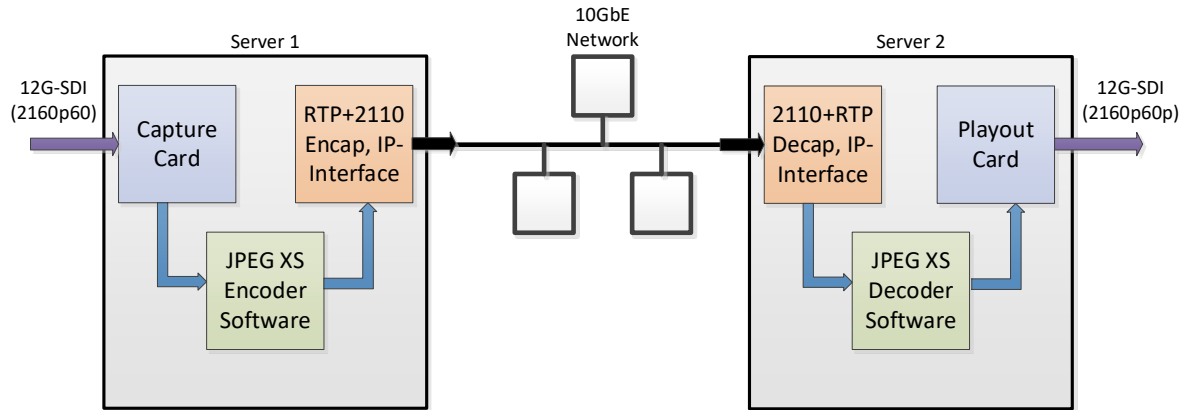 10GbE
Network
Server 1
Server 2
12G-SDI
(2160p60)
Capture
Card
RTP+2110
Encap, IP-
Interface
JPEG XS
Encoder
Software
2110+RTP
Decap, IP-
Interface
JPEG XS
Decoder
Software
Playout
Card
12G-SDI
(2160p60p)